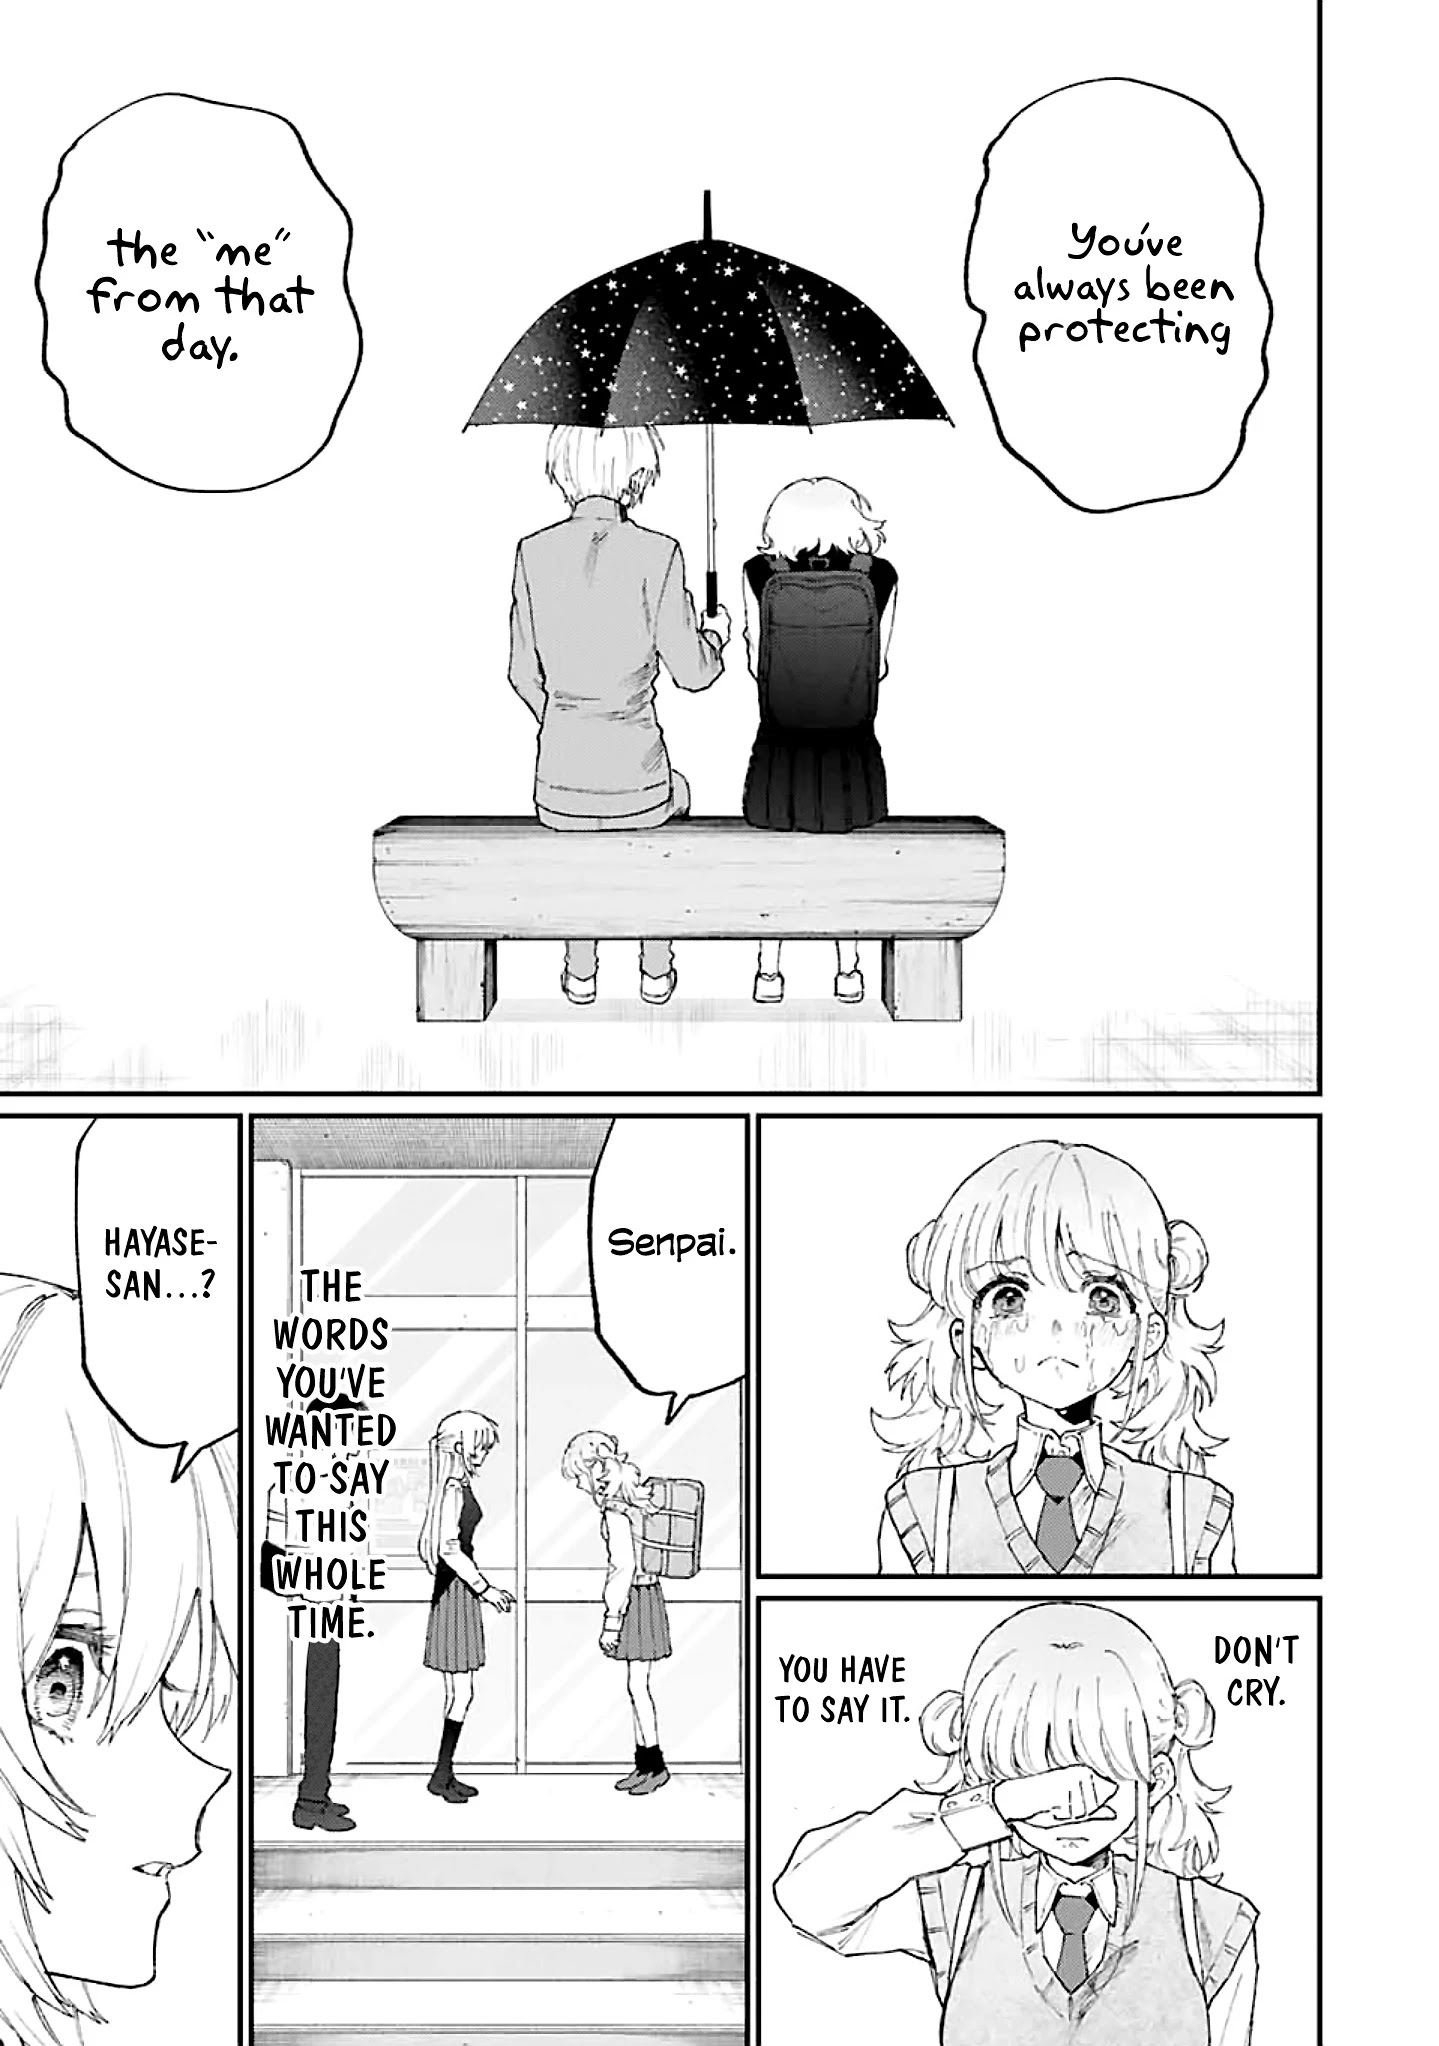 You've
always been
protecting
the "me"
from that
day.
DON'T
CRY.
YOU HAVE
TO SAY IT.
Senpai.
THE
WORDS
YOU'VE
WANTED
TO SAY
THIS
WHOLE
TIME.
HAYASE-
SAN...?